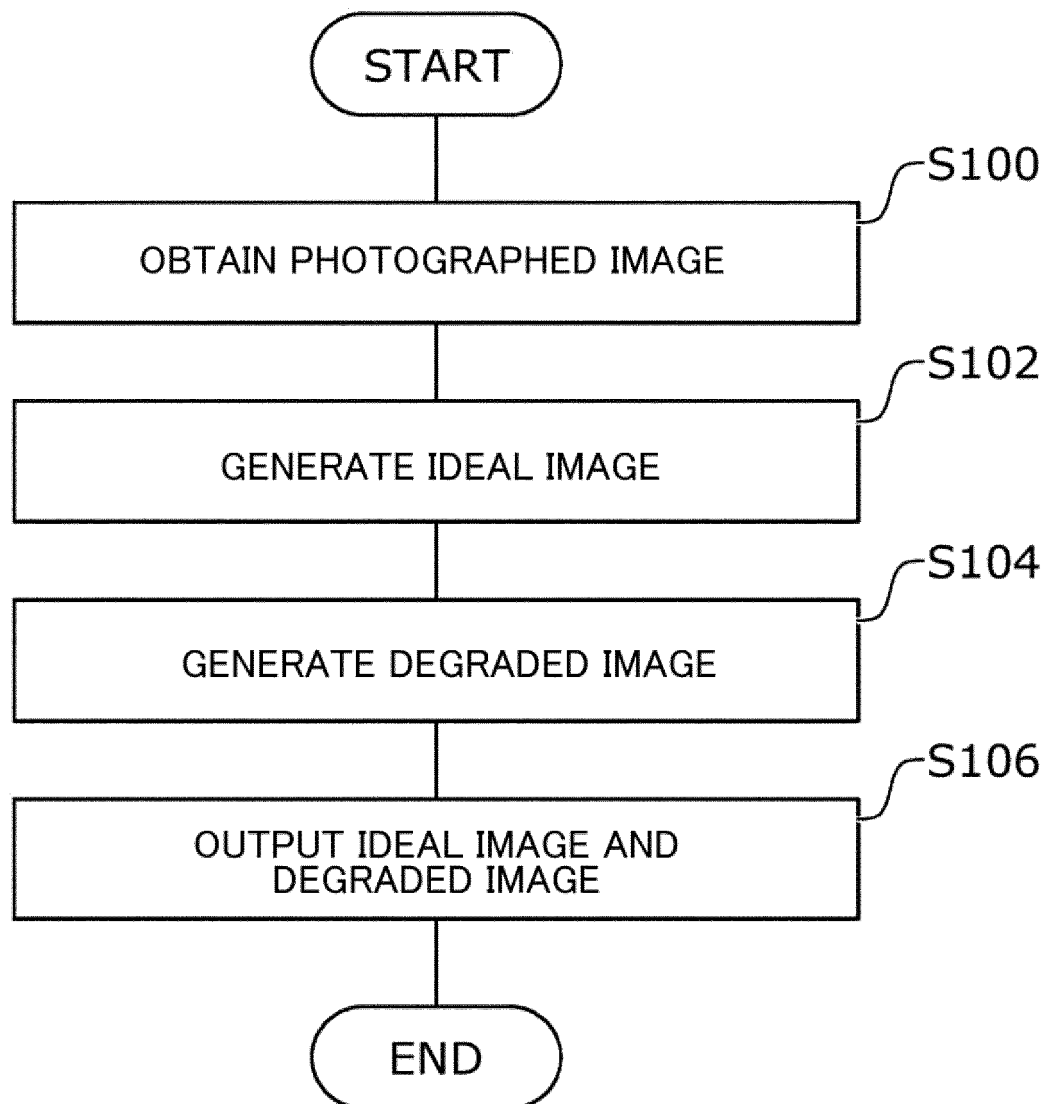 START
S100
OBTAIN PHOTOGRAPHED IMAGE
S102
GENERATE IDEAL IMAGE
S104
GENERATE DEGRADED IMAGE
S106
OUTPUT IDEAL IMAGE AND
DEGRADED IMAGE
END